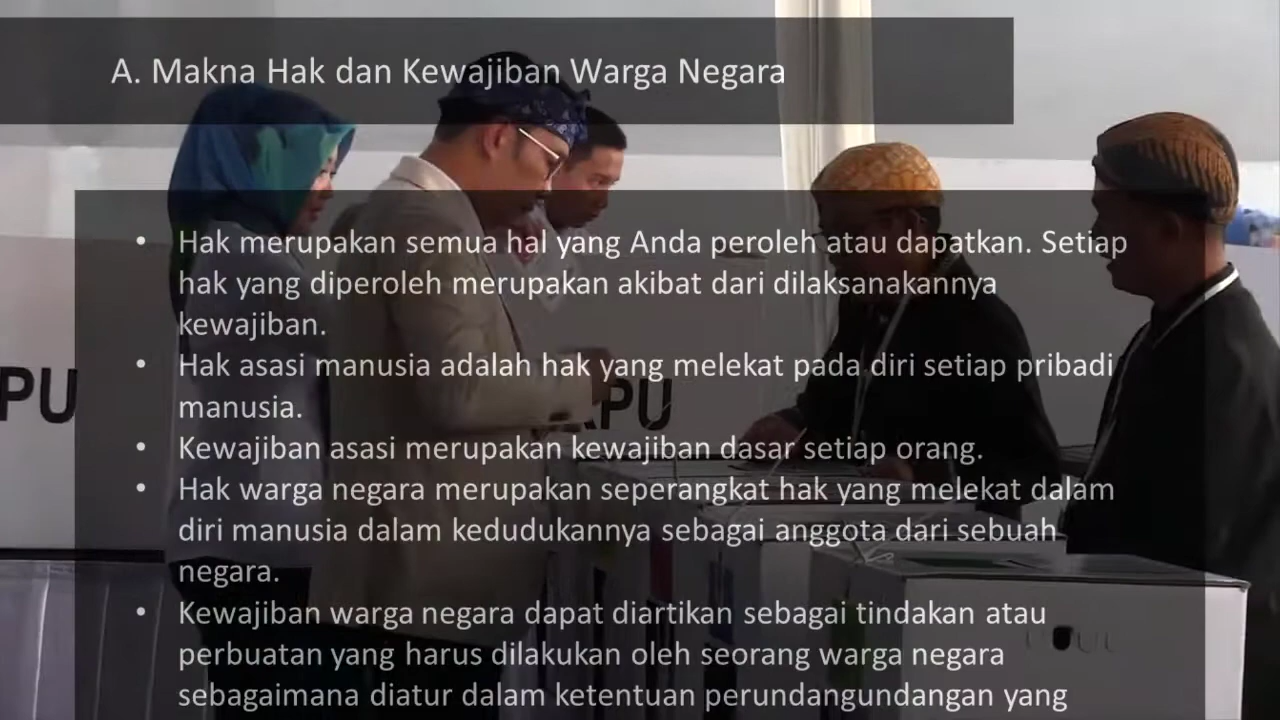 A. Makna Hak dan Kewajiban Warga Negara
• Hak merupakan semua hal yang Anda peroleh atau dapatkan. Setiap
hak yang diperoleh merupakan akibat dari dilaksanakannya
kewajiban.
• Hak asasi manusia adalah hak yang melekat pada diri setiap pribadi
manusia.
• Kewajiban asasi merupakan kewajiban dasar setiap orang.
• Hak warga negara merupakan seperangkat hak yang melekat dalam
diri manusia dalam kedudukannya sebagai anggota dari sebuah
negara.
• Kewajiban warga negara dapat diartikan sebagai tindakan atau
perbuatan yang harus dilakukan oleh seorang warga negara
sebagaimana diatur dalam ketentuan perundangundangan yang
PU
KPU